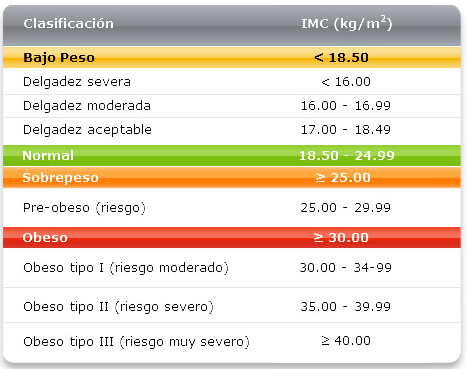 Clasificación IMC (kg/m²)
Bajo Peso < 18.50
Delgadez severa < 16.00
Delgadez moderada 16.00 - 16.99
Delgadez aceptable 17.00 - 18.49
Normal 18.50 - 24.99
Sobrepeso ≥ 25.00
Pre-obeso (riesgo) 25.00 - 29.99
Obeso ≥ 30.00
Obeso tipo I (riesgo moderado) 30.00 - 34-99
Obeso tipo II (riesgo severo) 35.00 - 39.99
Obeso tipo III (riesgo muy severo) ≥ 40.00